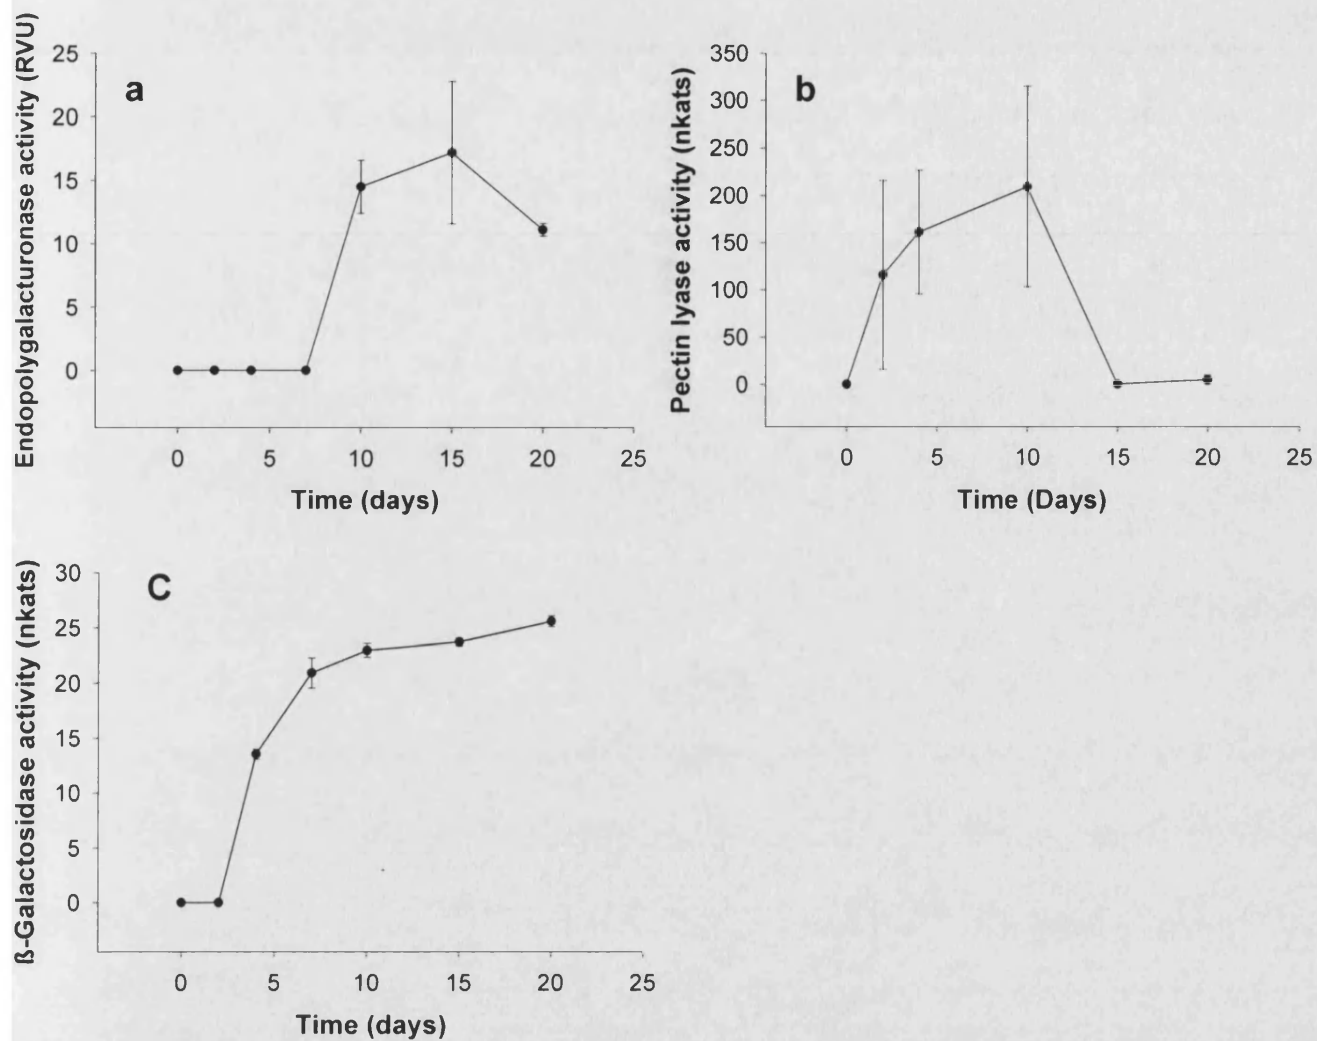 Endopolygalacturonase activity (RVU)
a
25
20
15
10
5
0
0 5 10 15 20 25
Time (days)
Pectin lyase activity (nkats)
b
350
300
250
200
150
100
50
0
0 5 10 15 20 25
Time (Days)
ß-Galactosidase activity (nkats)
C
30
25
20
15
10
5
0
0 5 10 15 20 25
Time (days)